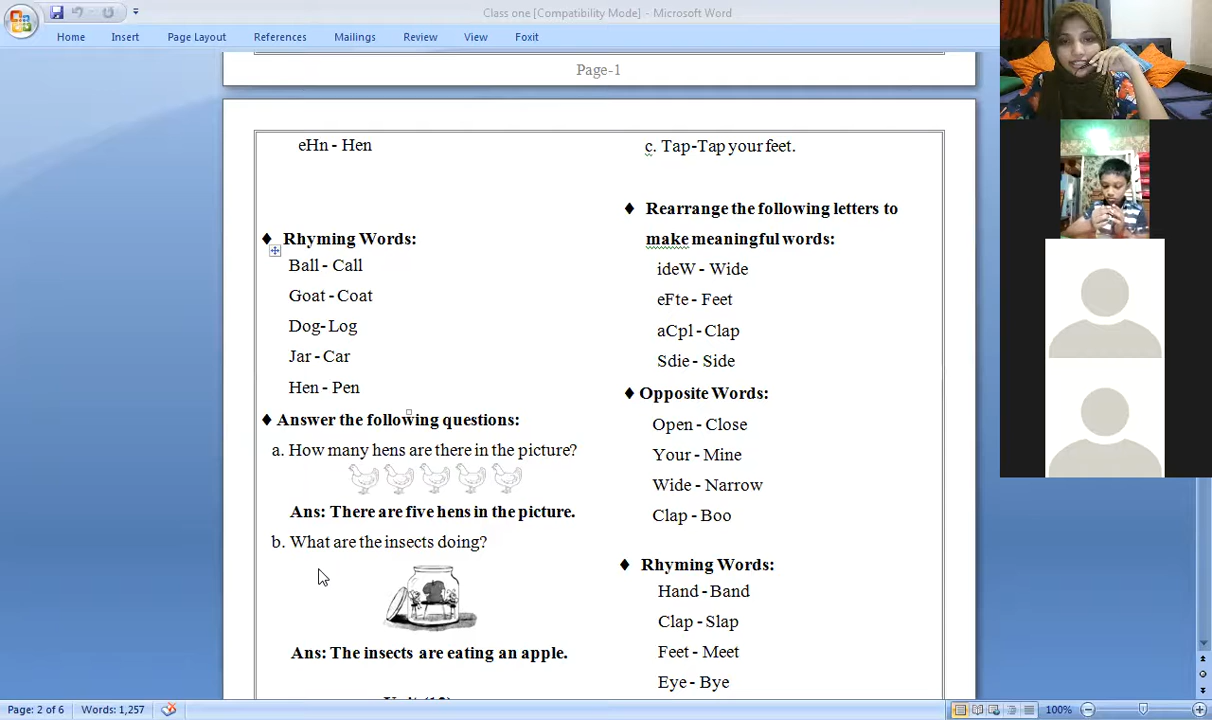 Class one [Compatibility Mode] - Microsoft Word
Home Insert Page Layout References Mailings Review View Foxit
Page-1
eHn - Hen
♦ Rhyming Words:
Ball - Call
Goat - Coat
Dog- Log
Jar - Car
Hen - Pen
♦ Answer the following questions:
a. How many hens are there in the picture?
Ans: There are five hens in the picture.
b. What are the insects doing?
Ans: The insects are eating an apple.
c. Tap-Tap your feet.
♦ Rearrange the following letters to
make meaningful words:
ideW - Wide
eFte - Feet
aCpl - Clap
Sdie - Side
♦ Opposite Words:
Open - Close
Your - Mine
Wide - Narrow
Clap - Boo
♦ Rhyming Words:
Hand - Band
Clap - Slap
Feet - Meet
Eye - Bye
Page: 2 of 6 Words: 1,257 100%